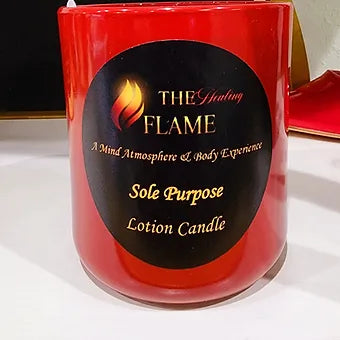 THE Healing
FLAME
A Mind Atmosphere & Body Experience
Sole Purpose
Lotion Candle